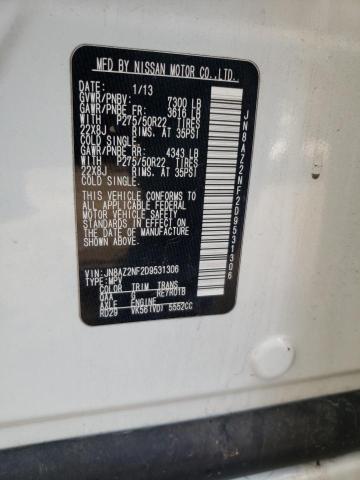 MFD BY NISSAN MOTOR CO.,LTD.
DATE: 1/13
GVWR/PNBV: 7300 LB
GAWR/PNBE FR: 3616 LB
WITH P275/50R22 TIRES
22X8J RIMS. AT 35PSI
COLD SINGLE.
GAWR/PNBE RR: 4343 LB
WITH P275/50R22 TIRES
22X8J RIMS. AT 35PSI
COLD SINGLE.
THIS VEHICLE CONFORMS
TO ALL APPLICABLE FEDERAL
MOTOR VEHICLE SAFETY
STANDARDS IN EFFECT ON
THE DATE OF MANUFACTURE
SHOWN ABOVE.
VIN: JN8AZ2NF2D9531306
TYPE: MPV
COLOR TRIM TRANS
QAA G RE7R01B
AXLE ENGINE
RD29 VK56(VD) 5552CC
JN8AZ2NF2D9531306